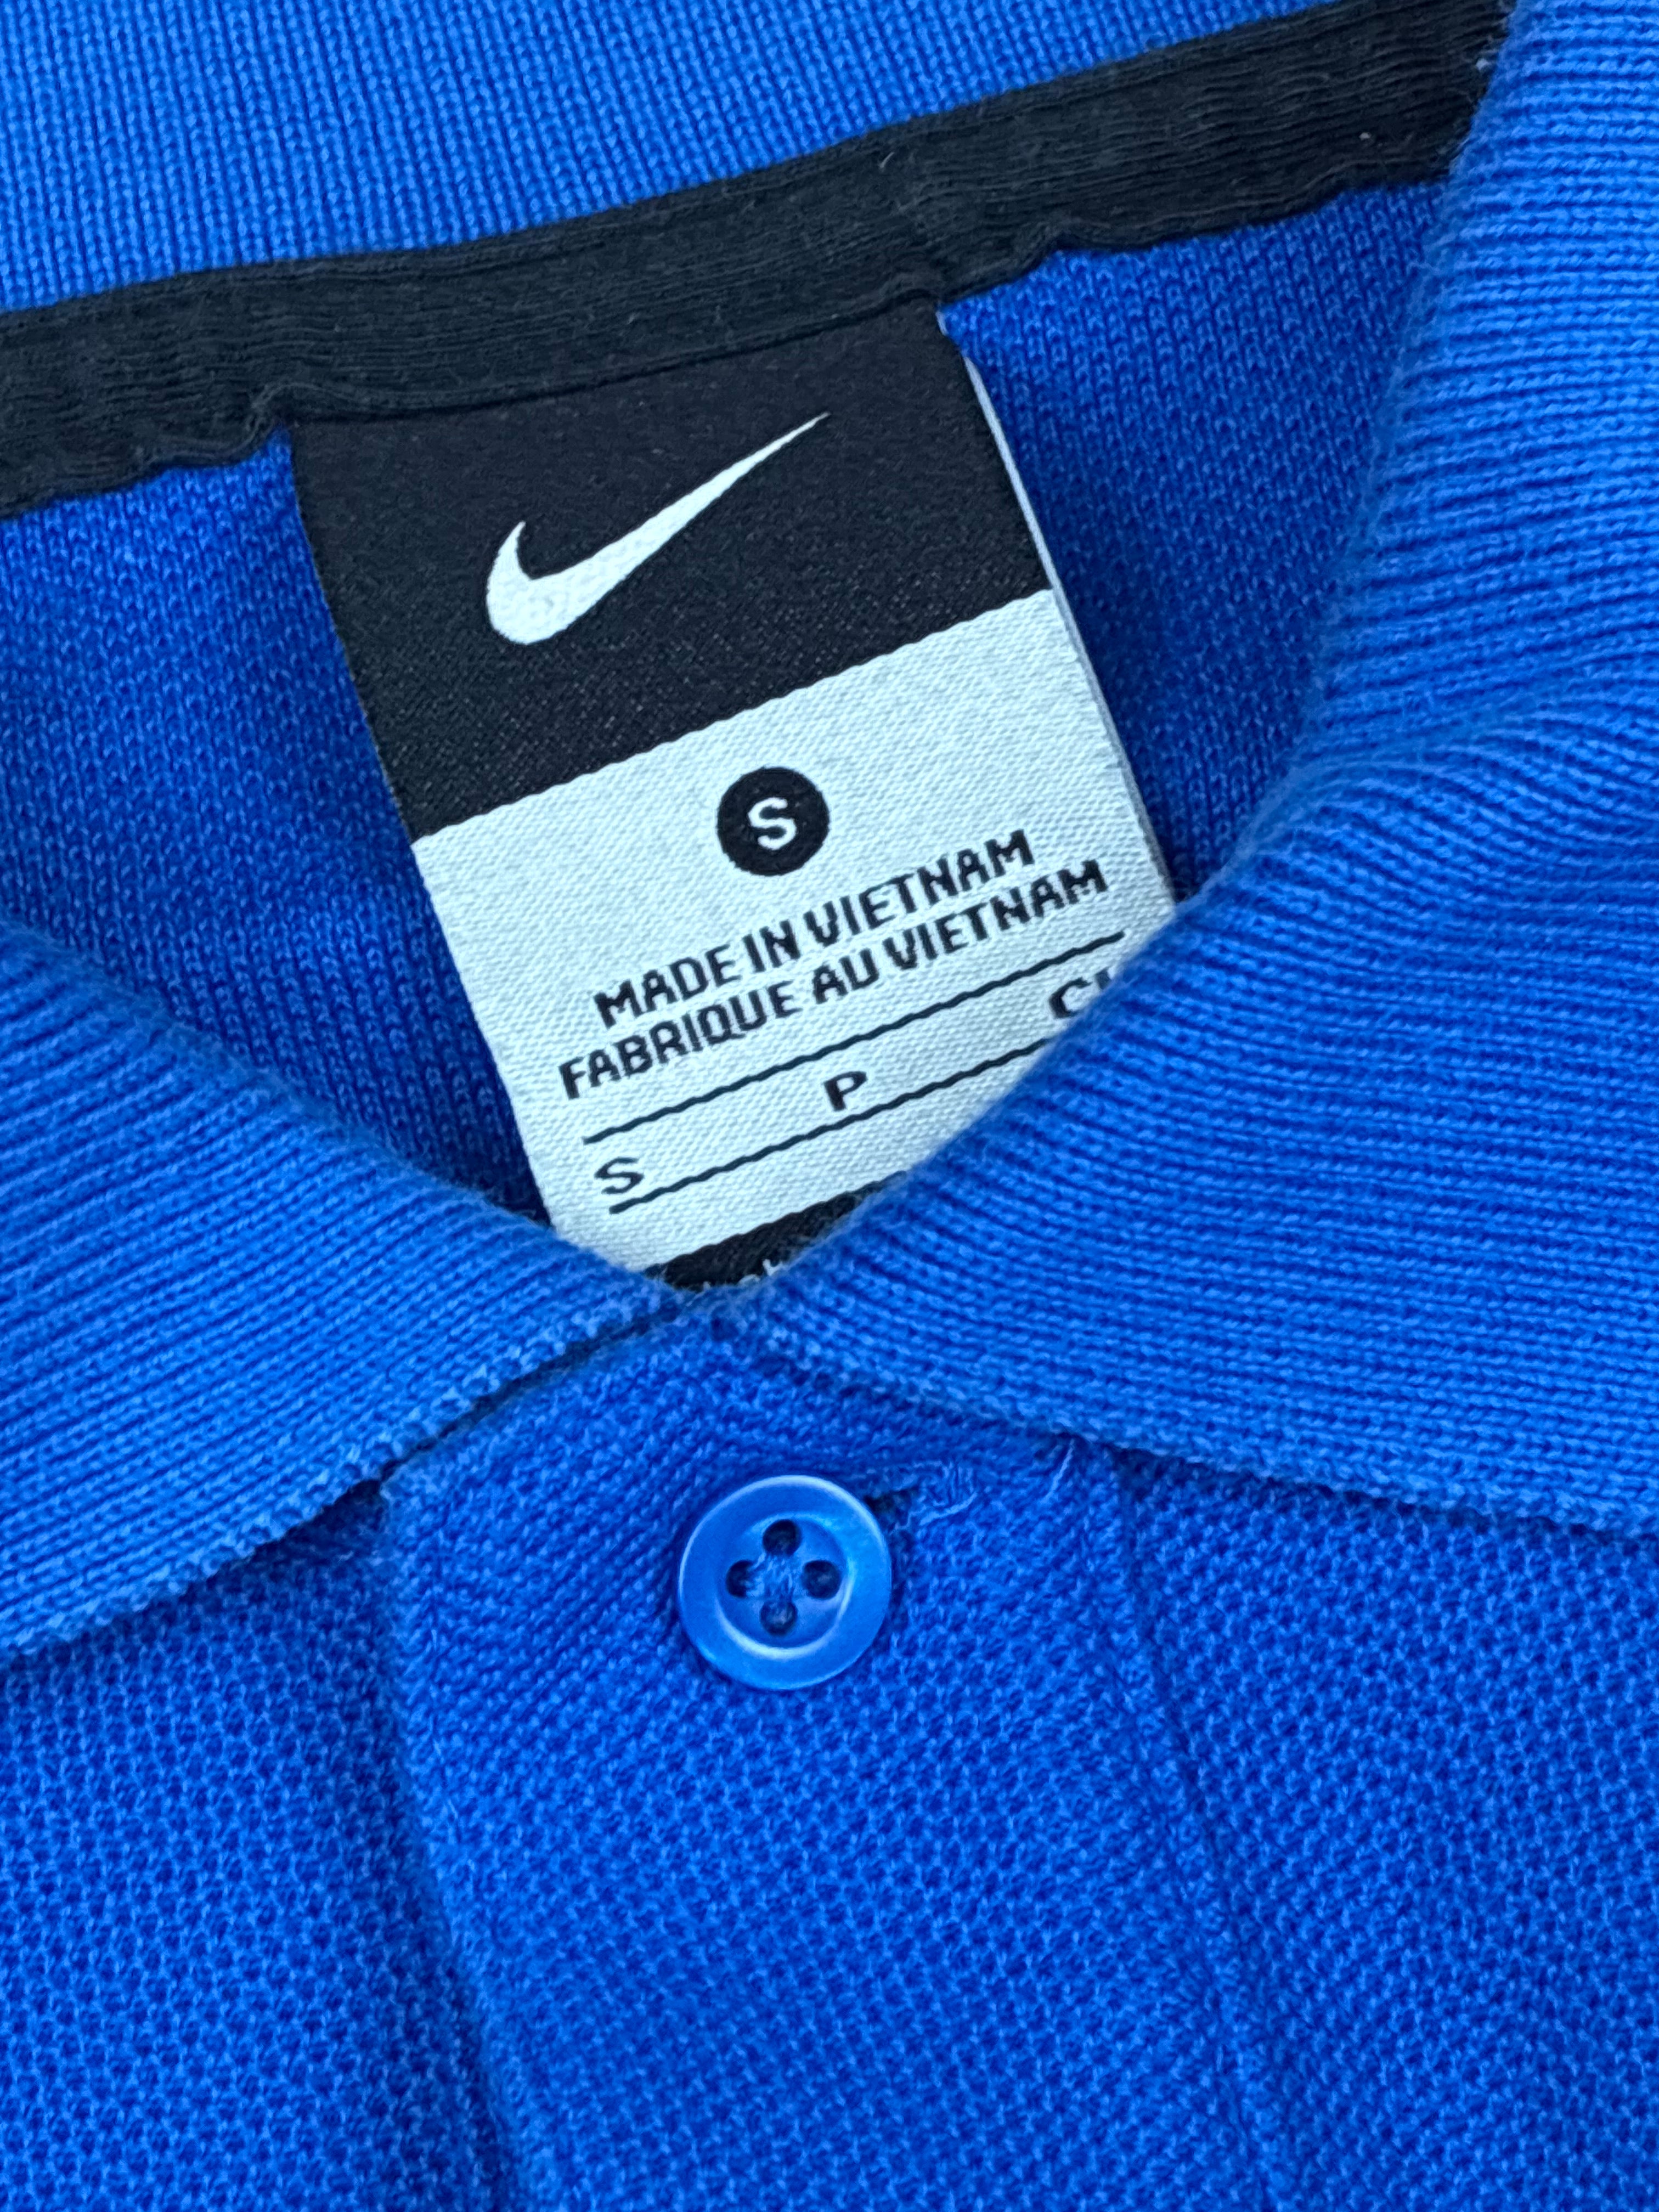 S
MADE IN VIETNAM
FABRIQUE AU VIETNAM
S P